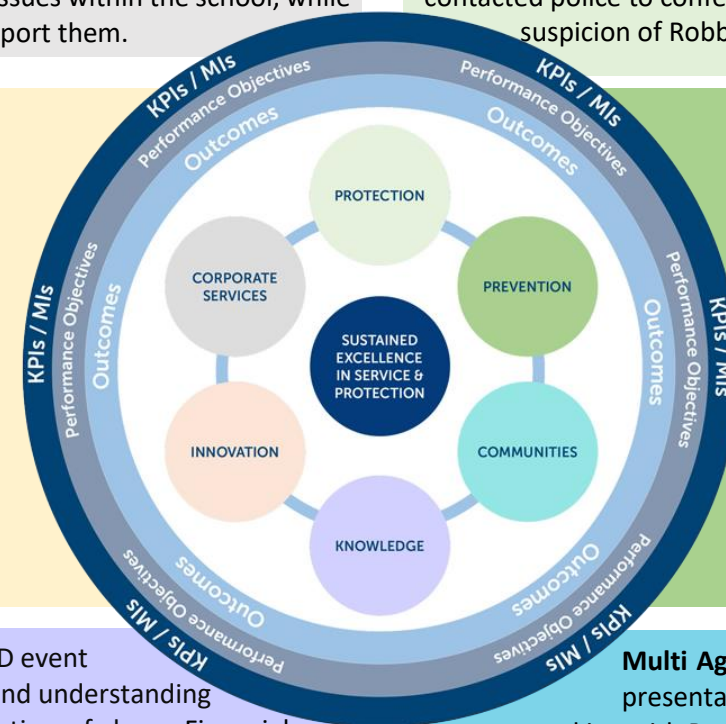 ssues within the school, while
port them.
contacted police to confe
suspicion of Robb
KPIs / MIs
KPIs / MIs
Performance Objectives
Performance Objectives
Outcomes
Outcomes
PROTECTION
CORPORATE
SERVICES
PREVENTION
KPIs / MIs
Performance Objectives
Outcomes
SUSTAINED
EXCELLENCE
IN SERVICE &
PROTECTION
Outcomes
Performance Objectives
KPIs / MIs
INNOVATION
COMMUNITIES
KNOWLEDGE
Outcomes
Outcomes
Performance Objectives
Performance Objectives
KPIs / MIs
KPIs / MIs
D event
nd understanding
Multi Ag
presenta